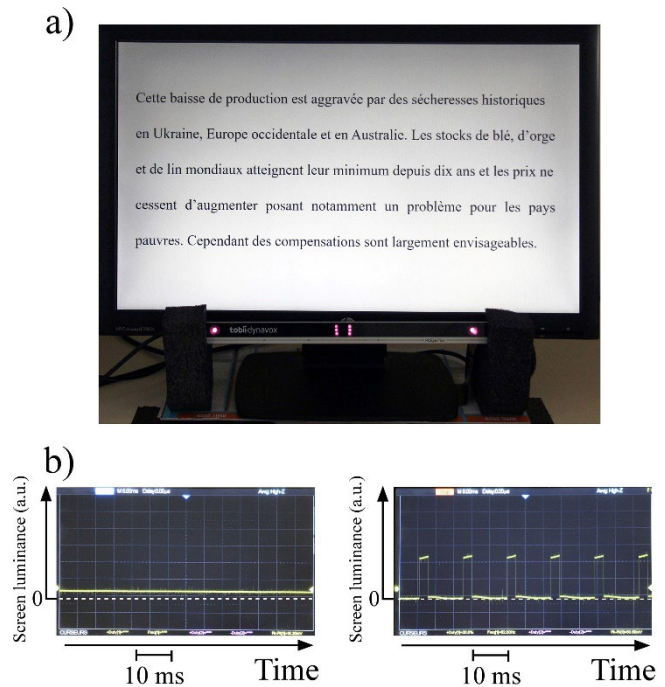 a)
Cette baisse de production est aggravée par des sécheresses historiques
en Ukraine, Europe occidentale et en Australie. Les stocks de blé, d'orge
et de lin mondiaux atteignent leur minimum depuis dix ans et les prix ne
cessent d'augmenter posant notamment un problème pour les pays
pauvres. Cependant des compensations sont largement envisageables.
tobiidynavox
b)
Screen luminance (a.u.)
0
CURSEURS
10 ms
Time
Screen luminance (a.u.)
0
CURSEURS
10 ms
Time